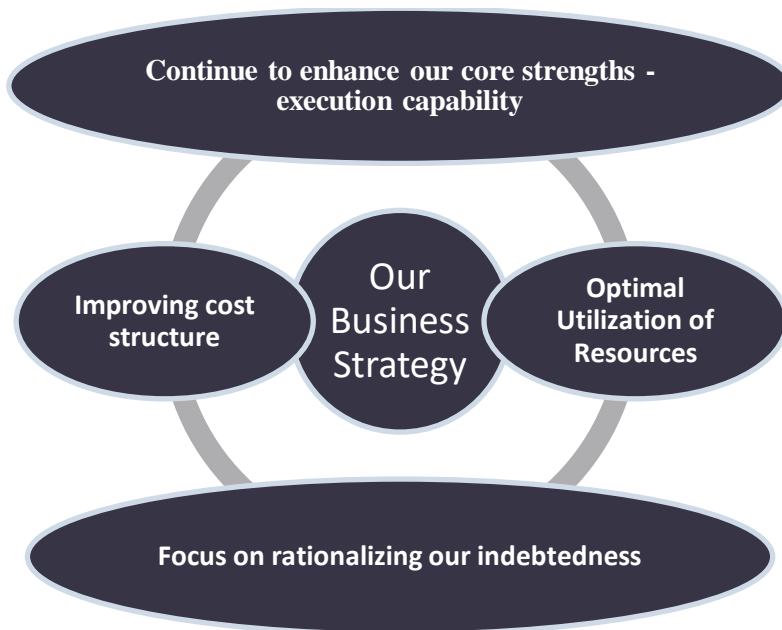 Continue to enhance our core strengths -
execution capability
Improving cost
structure
Our
Business
Strategy
Optimal
Utilization of
Resources
Focus on rationalizing our indebtedness